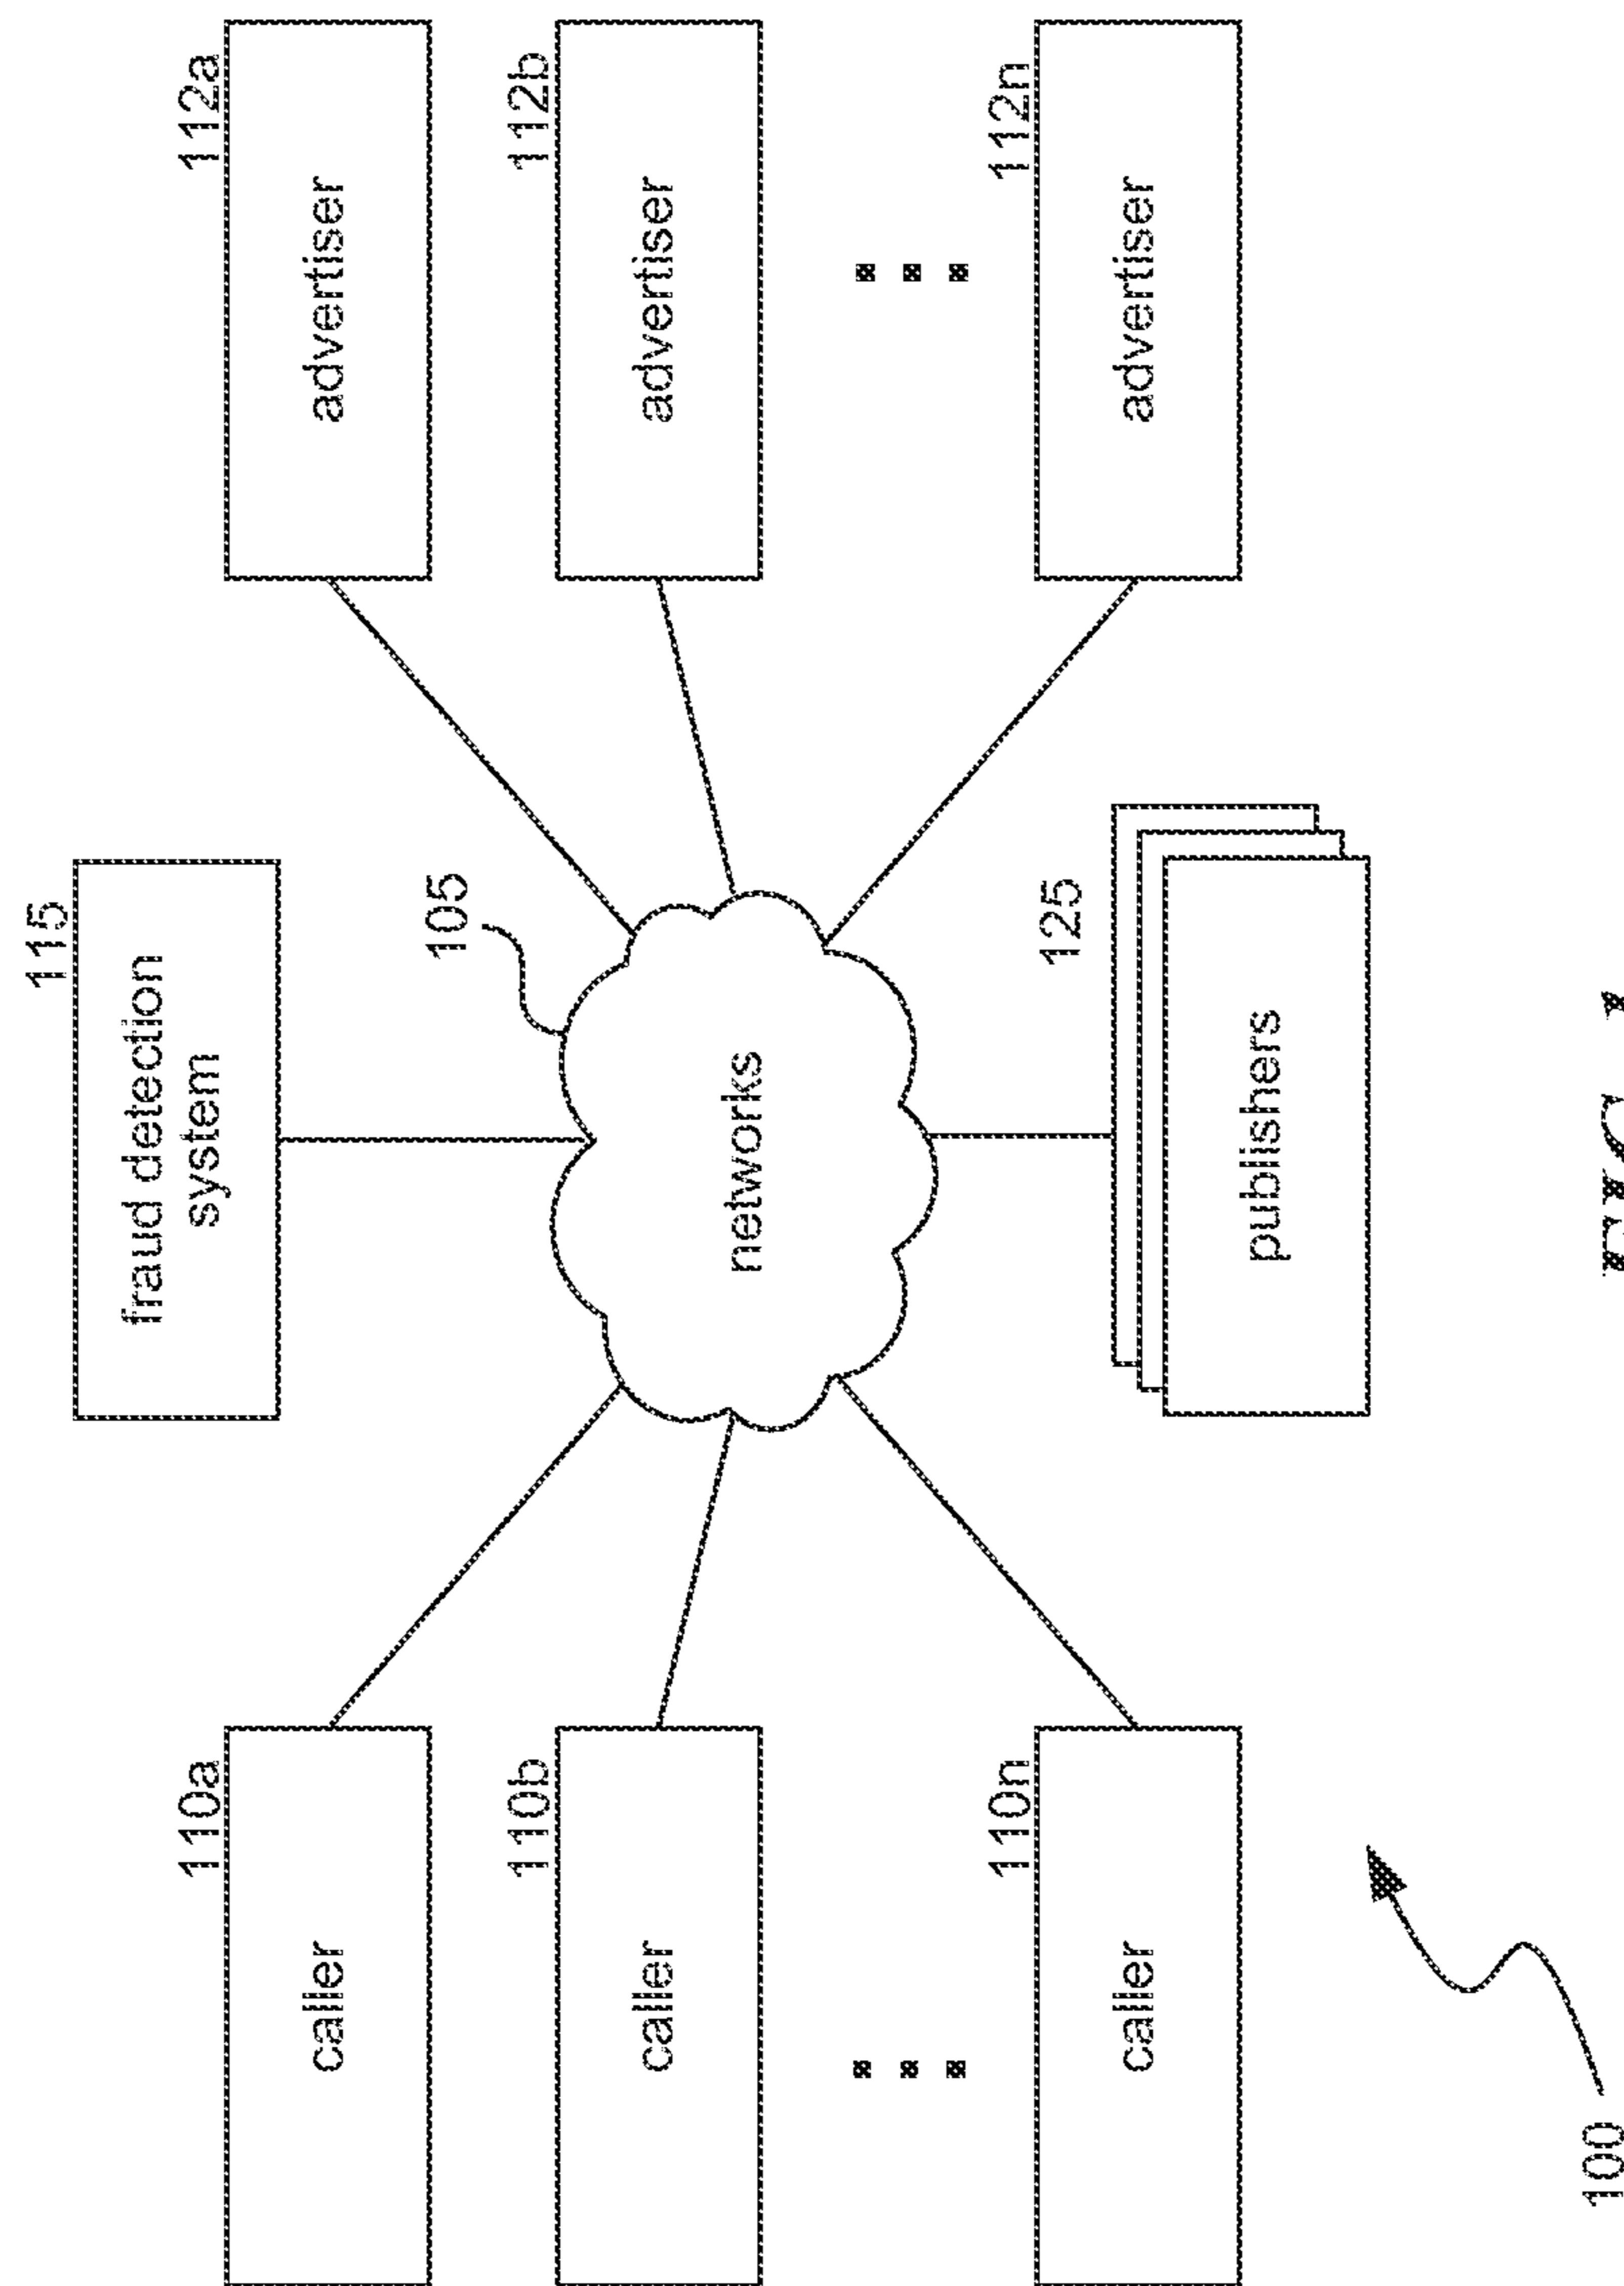 115
fraud detection
system
110a
112a
caller
advertiser
105
110b
112b
caller
advertiser
networks
110n
125
112n
caller
advertiser
publishers
100